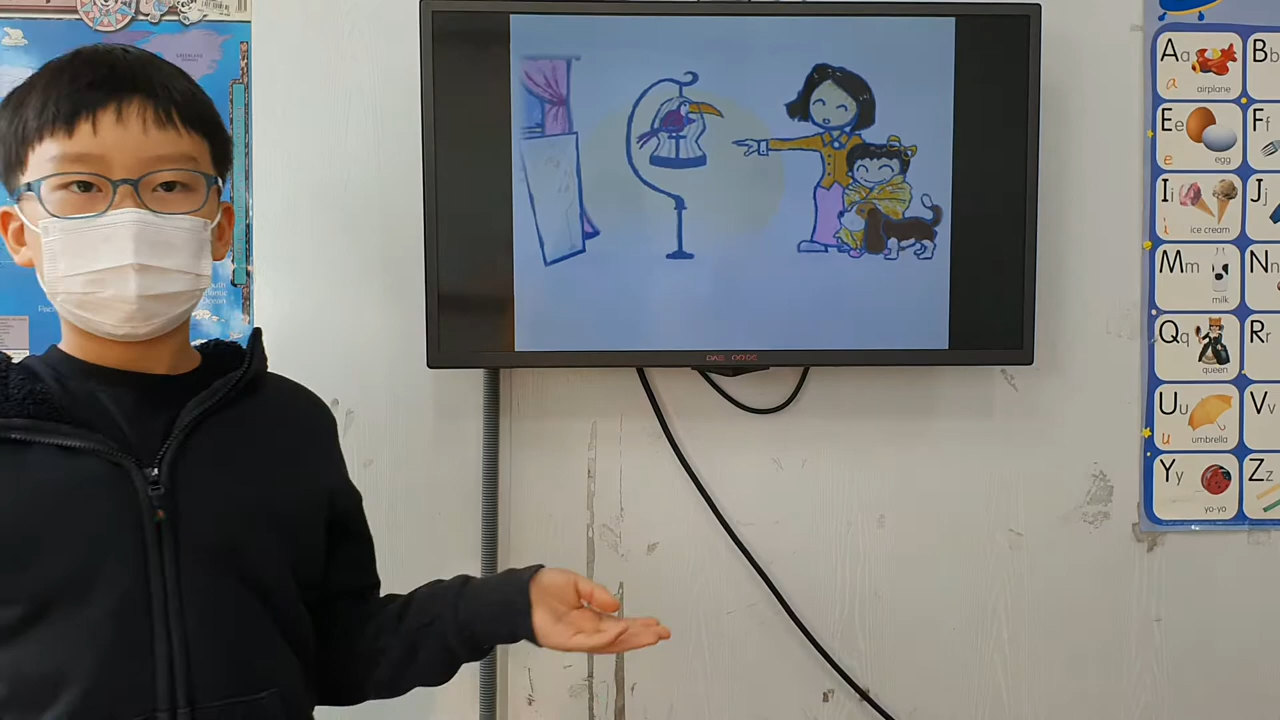 GREENLAND
Aa
a
airplane
Bb
Ee
e
egg
Ff
Ii
i
ice cream
Jj
Mm
milk
Nn
Qq
queen
Rr
Uu
u
umbrella
Vv
Yy
yo-yo
Zz